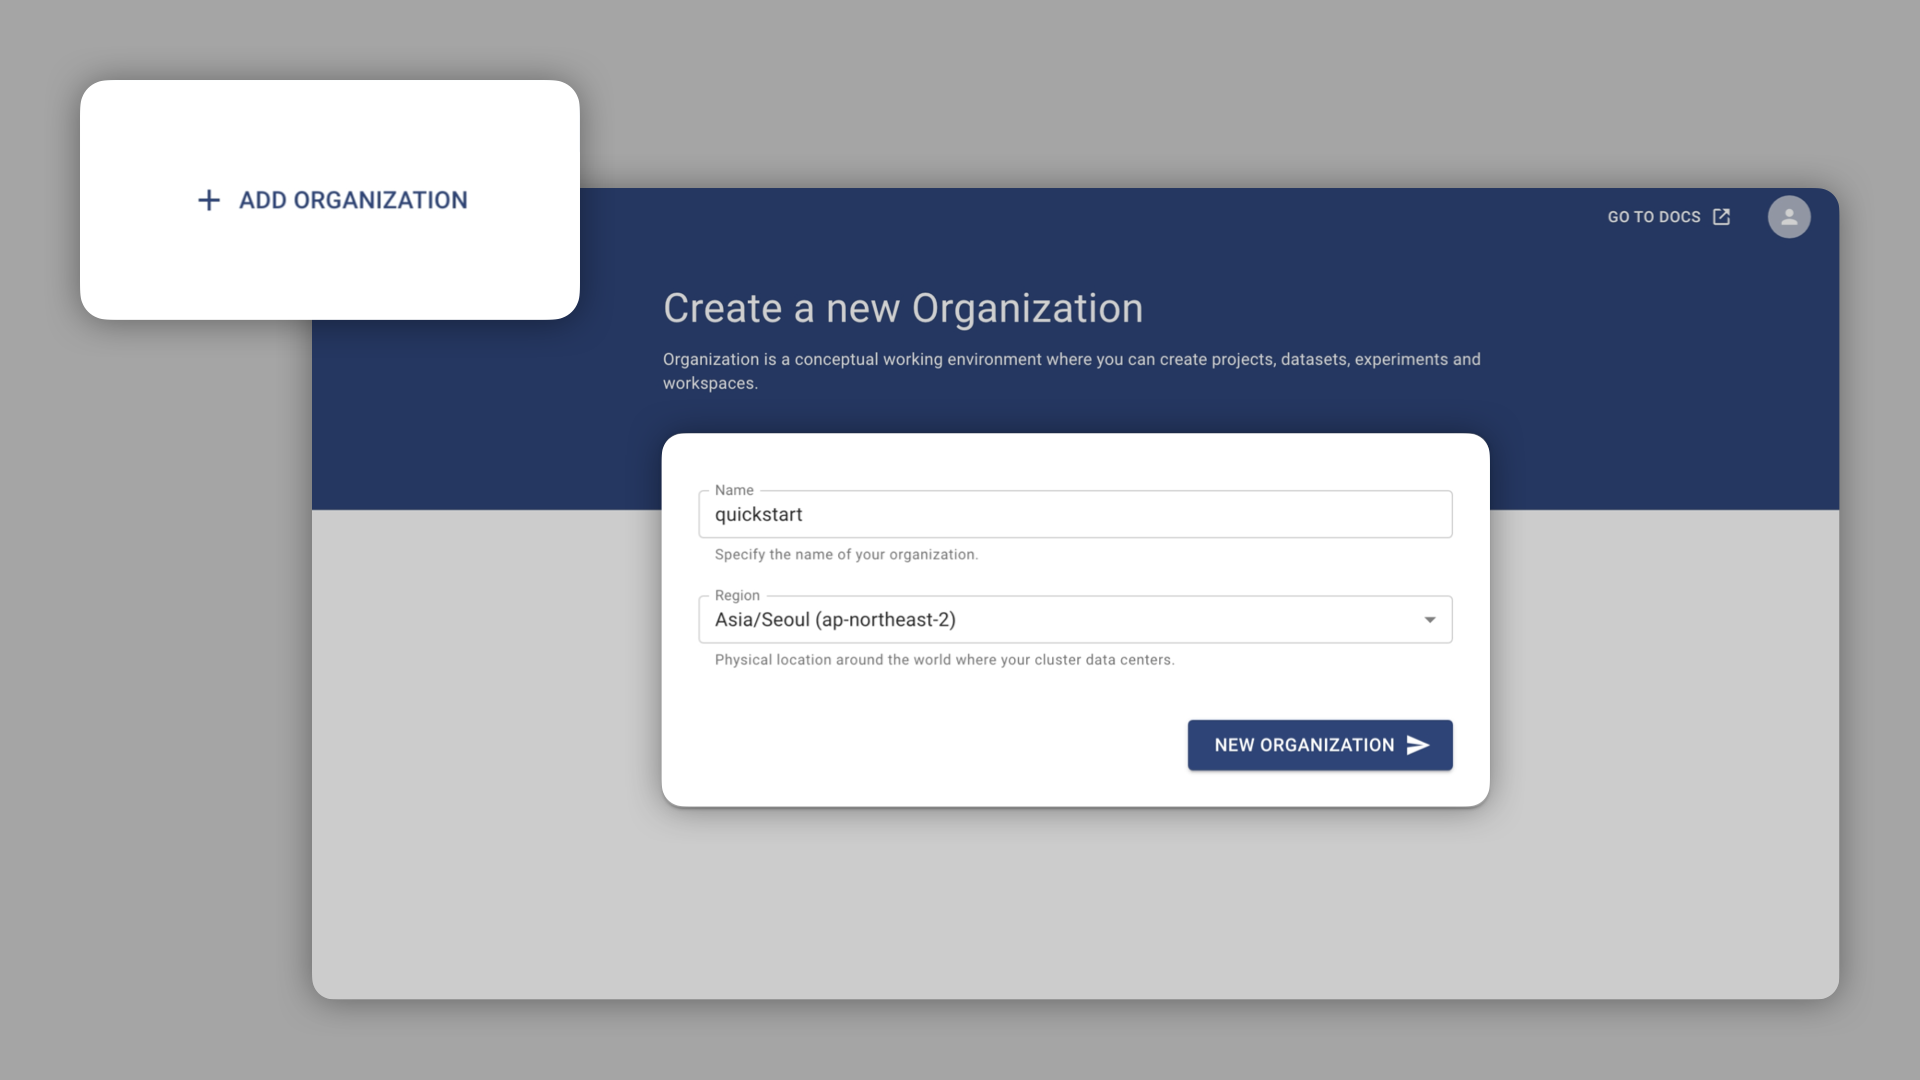 ADD ORGANIZATION
GO TO DOCS
Create a new Organization
Organization is a conceptual working environment where you can create projects, datasets, experiments and
workspaces.
Name
quickstart
Specify the name of your organization.
Region
Asia/Seoul (ap-northeast-2)
Physical location around the world where your cluster data centers.
NEW ORGANIZATION